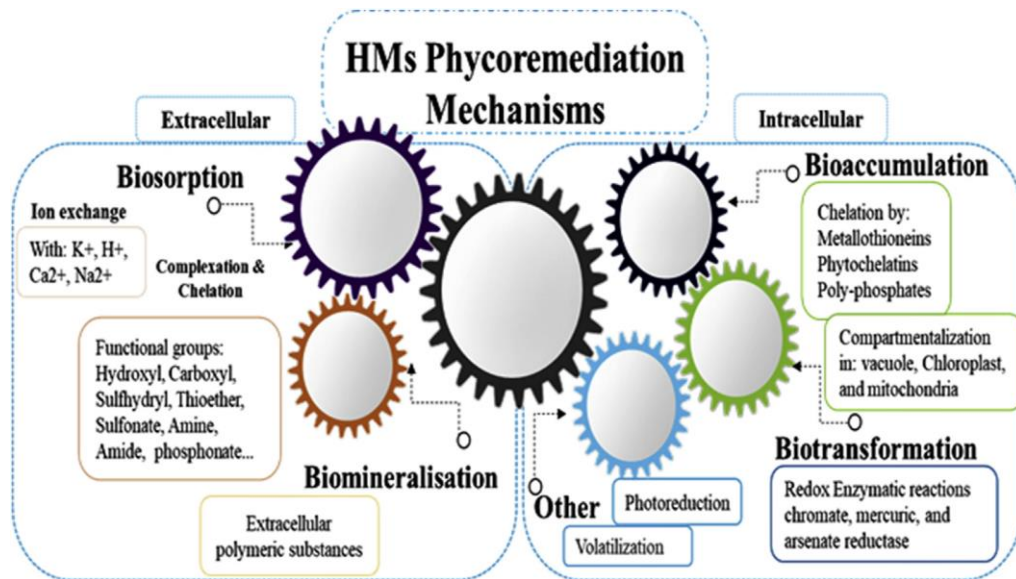 HMs Phycoremediation
Mechanisms
Extracellular
Biosorption
Ion exchange
With: K+, H+,
Ca2+, Na2+
Complexation &
Chelation
Functional groups:
Hydroxyl, Carboxyl,
Sulfhydryl, Thioether,
Sulfonate, Amine,
Amide, phosphonate...
Biomineralisation
Extracellular
polymeric substances
Intracellular
Bioaccumulation
Chelation by:
Metallothioneins
Phytochelatins
Poly-phosphates
Compartmentalization
in: vacuole, Chloroplast,
and mitochondria
Biotransformation
Redox Enzymatic reactions
chromate, mercuric, and
arsenate reductase
Other
Photoreduction
Volatilization